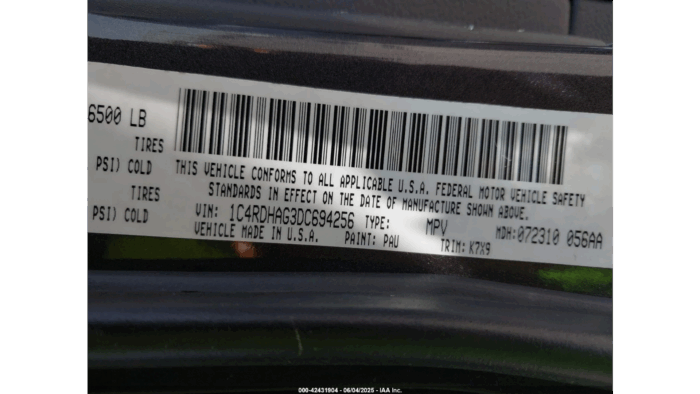 6500 LB
TIRES
PSI) COLD
TIRES
PSI) COLD
THIS VEHICLE CONFORMS TO ALL APPLICABLE U.S.A. FEDERAL MOTOR VEHICLE SAFETY
STANDARDS IN EFFECT ON THE DATE OF MANUFACTURE SHOWN ABOVE.
VIN: 1C4RDHAG3DC694256 TYPE: MPV MDH:072310 056AA
VEHICLE MADE IN U.S.A. PAINT: PAU TRIM: K7X9
000-42431904 - 06/04/2025 - IAA Inc.